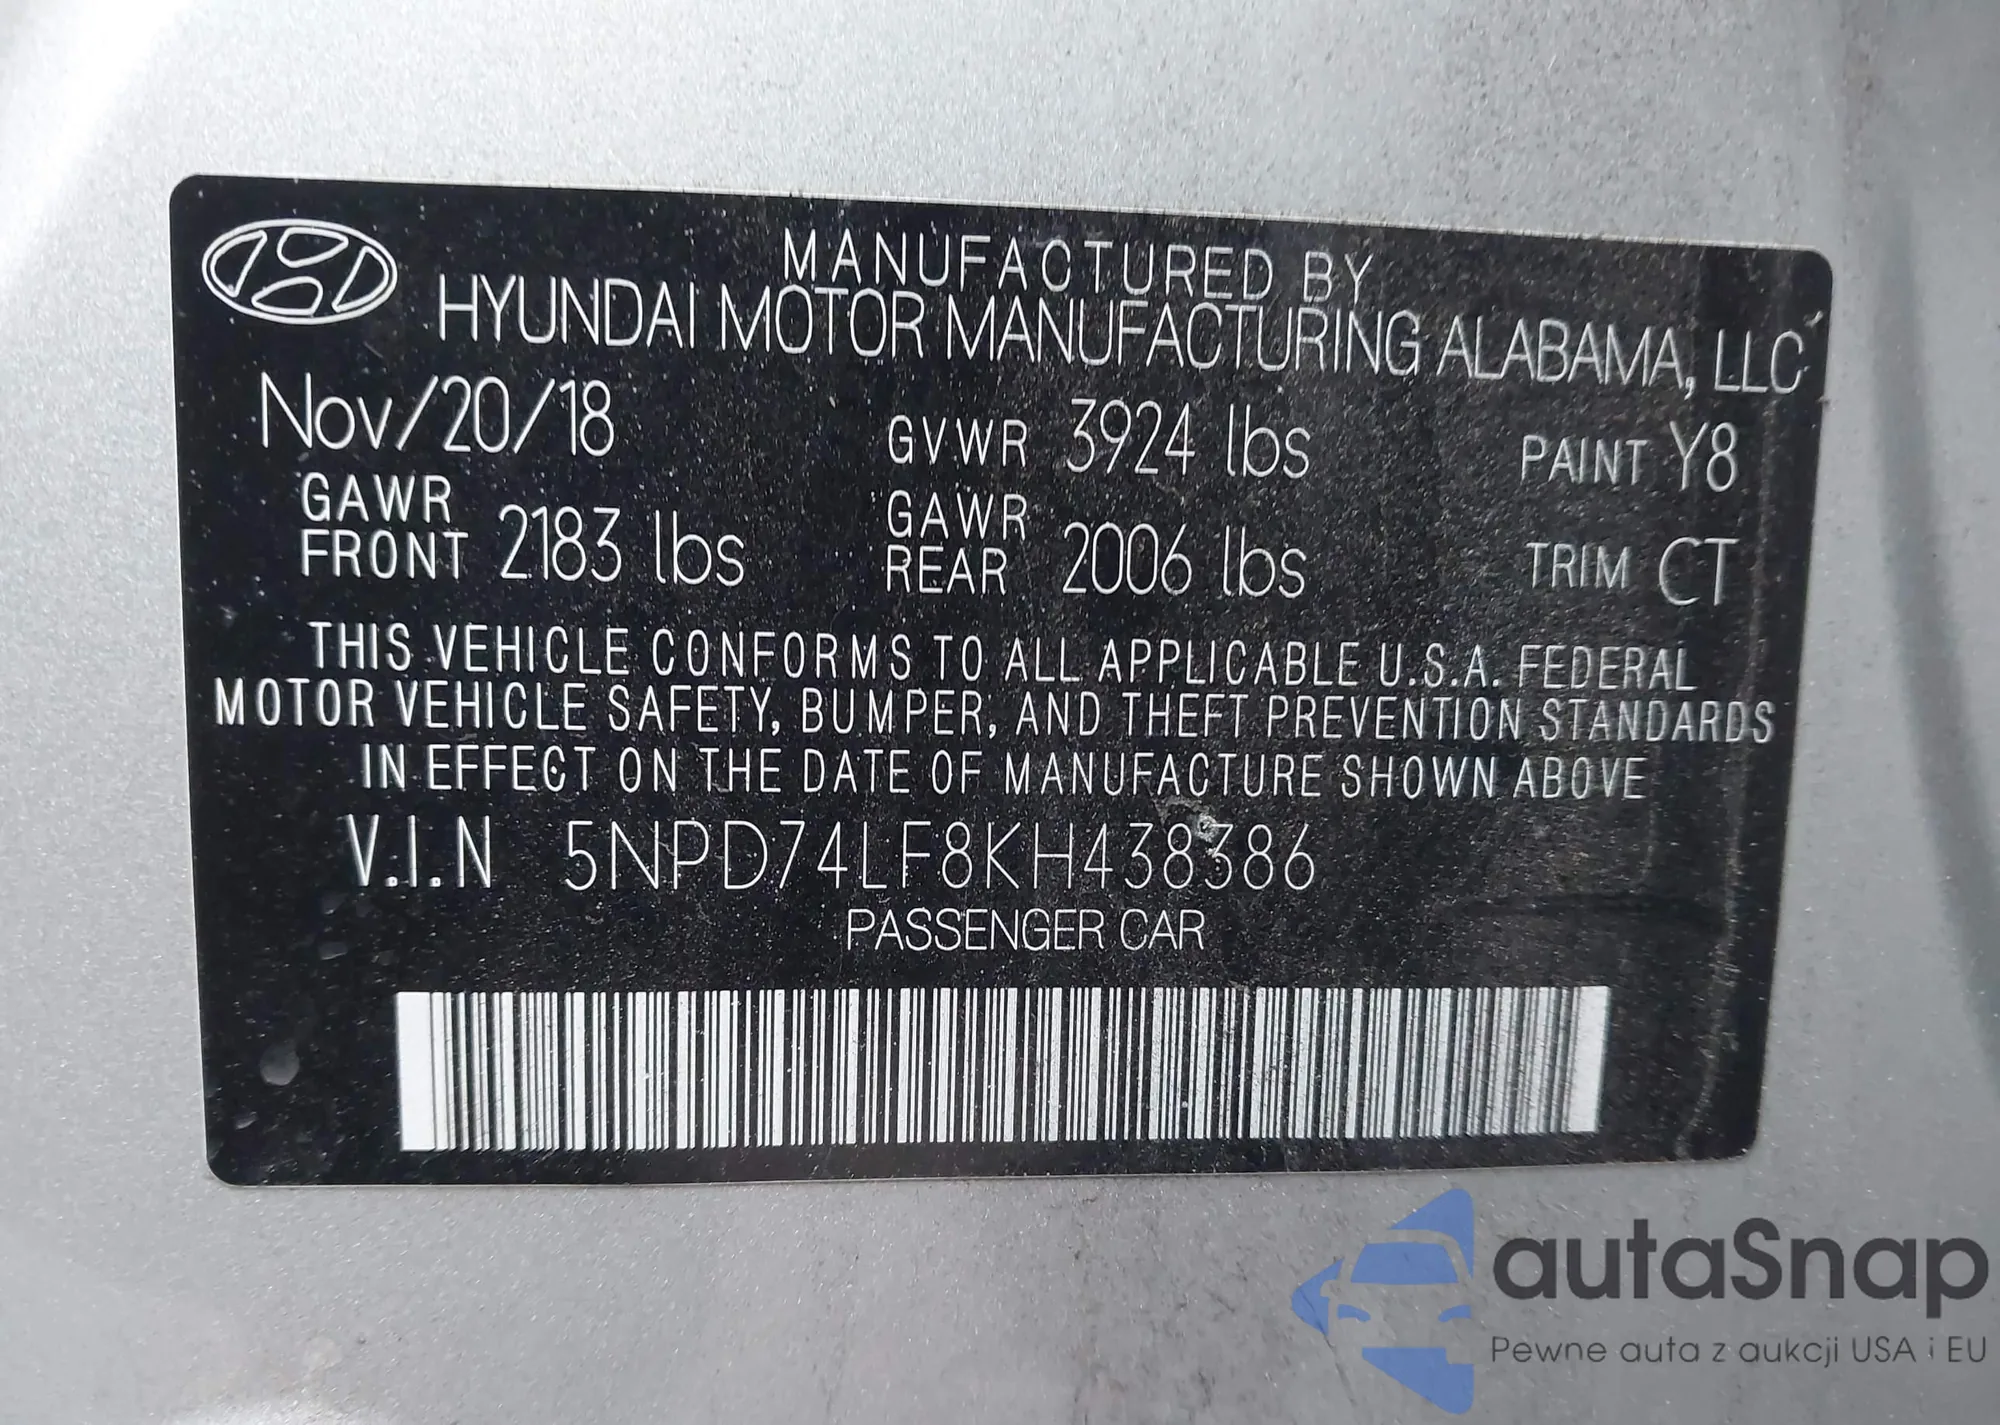 MANUFACTURED BY
HYUNDAI MOTOR MANUFACTURING ALABAMA, LLC
Nov/20/18 GVWR 3924 lbs PAINT Y8
GAWR FRONT 2183 lbs GAWR REAR 2006 lbs TRIM CT
THIS VEHICLE CONFORMS TO ALL APPLICABLE U.S.A. FEDERAL
MOTOR VEHICLE SAFETY, BUMPER, AND THEFT PREVENTION STANDARDS
IN EFFECT ON THE DATE OF MANUFACTURE SHOWN ABOVE
V.I.N 5NPD74LF8KH438386
PASSENGER CAR
autaSnap
Pewne auta z aukcji USA i EU